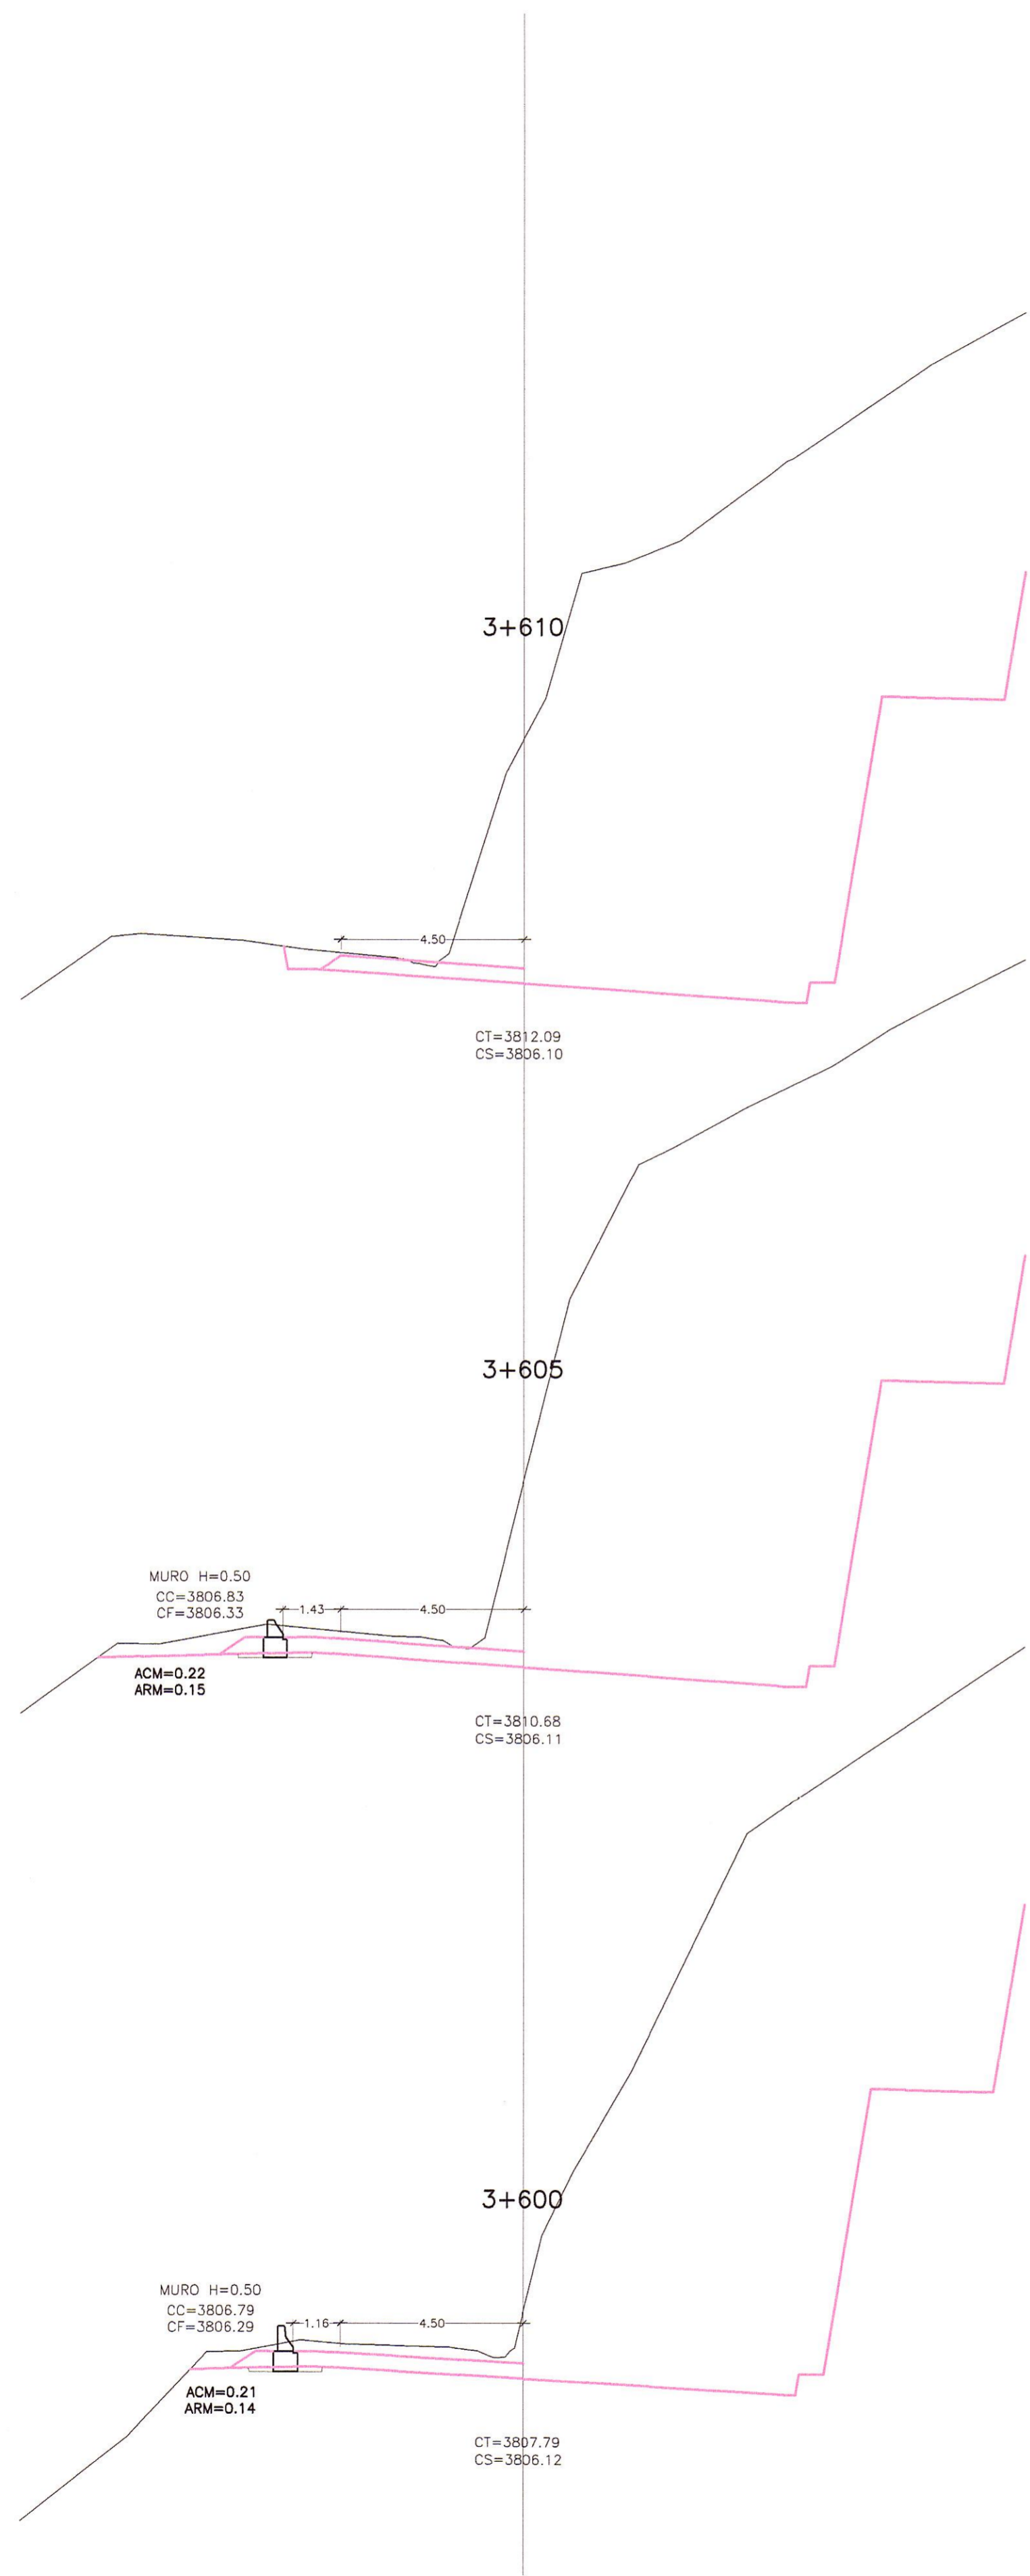 3+610
4.50
CT=3812.09
CS=3806.10
3+605
MURO H=0.50
CC=3806.83
CF=3806.33
1.43
4.50
ACM=0.22
ARM=0.15
CT=3810.68
CS=3806.11
3+600
MURO H=0.50
CC=3806.79
CF=3806.29
1.16
4.50
ACM=0.21
ARM=0.14
CT=3807.79
CS=3806.12